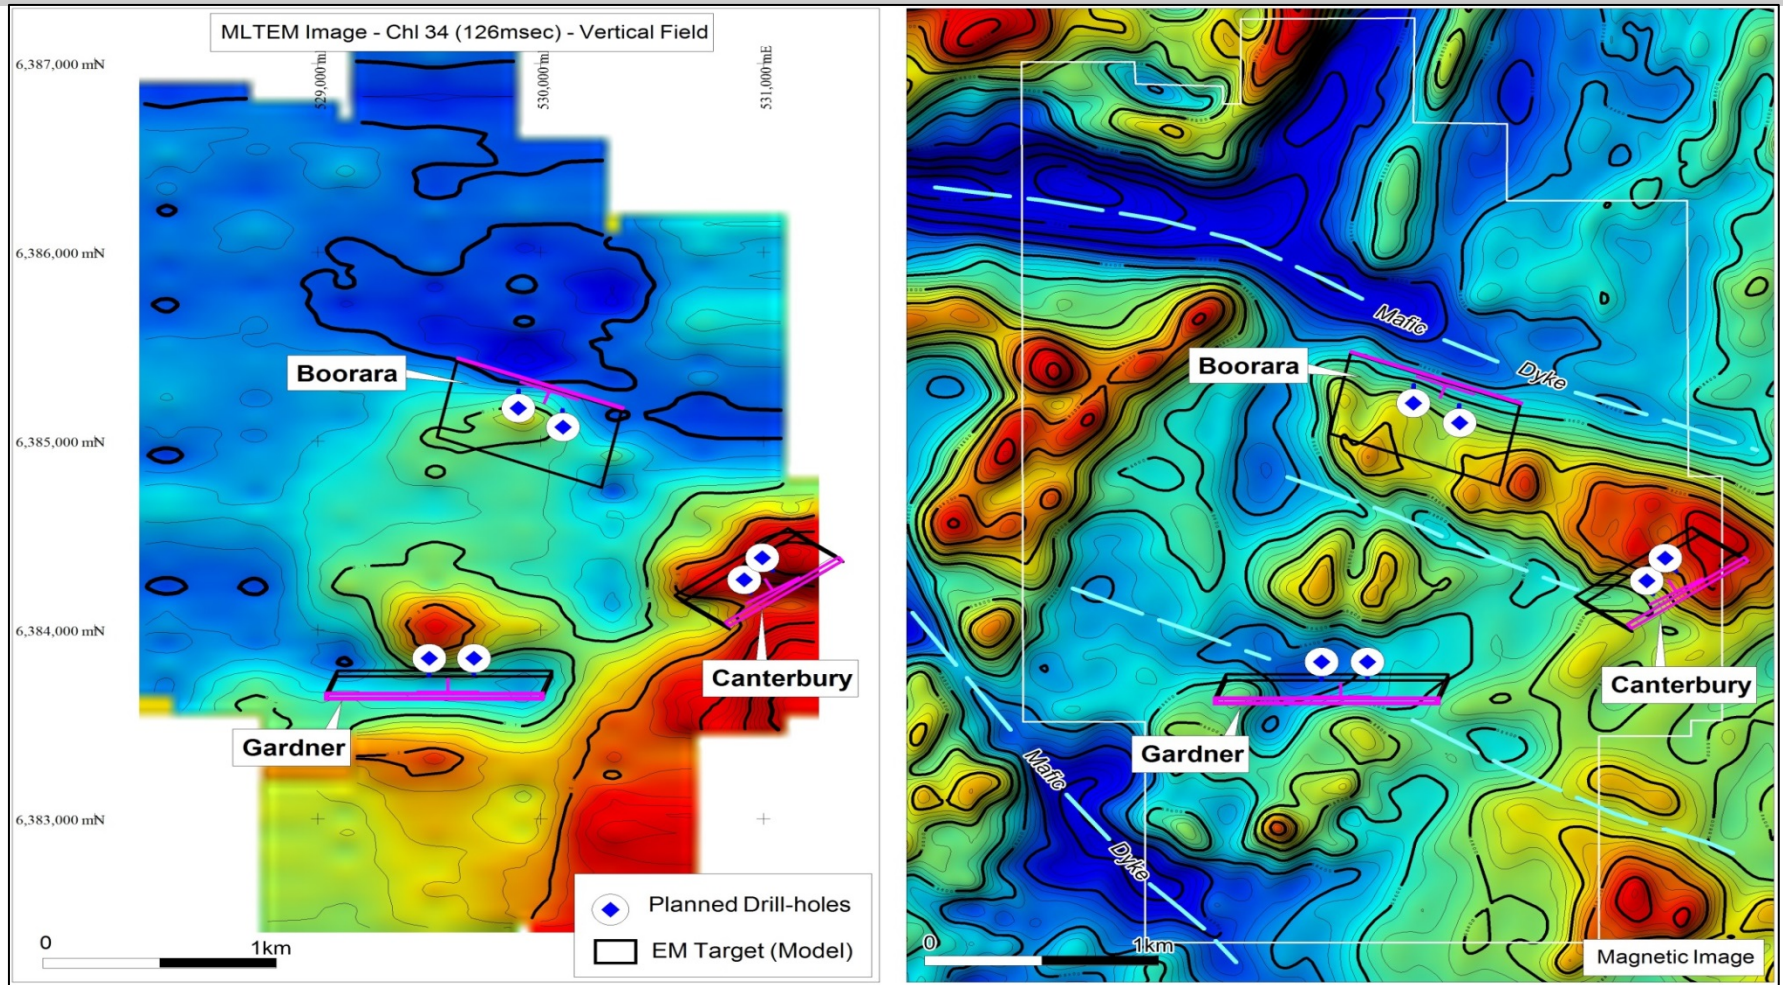 MLTEM Image - Chl 34 (126msec) - Vertical Field
6,387,000 mN
529,000 mE
530,000 mE
531,000 mE
6,386,000 mN
Boorara
6,385,000 mN
6,384,000 mN
Canterbury
Gardner
6,383,000 mN
Planned Drill-holes
EM Target (Model)
0 1km
Mafic
Dyke
Boorara
Canterbury
Gardner
Mafic
Dyke
0 1km
Magnetic Image